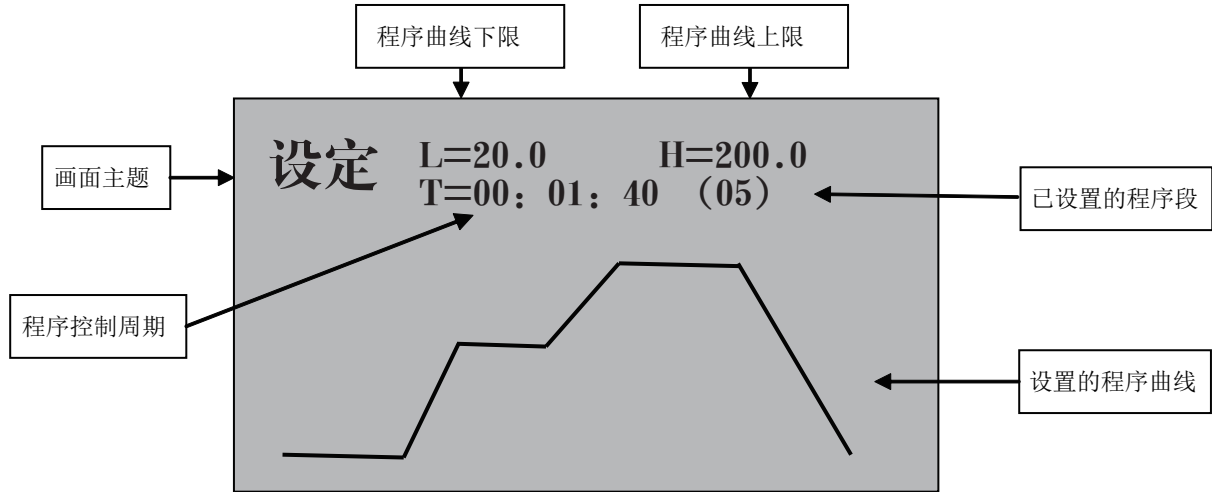 程序曲线下限
程序曲线上限
画面主题
设定
L=20.0
H=200.0
T=00：01：40 （05）
已设置的程序段
程序控制周期
设置的程序曲线